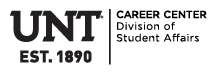 UNT®
EST. 1890
CAREER CENTER
Division of
Student Affairs